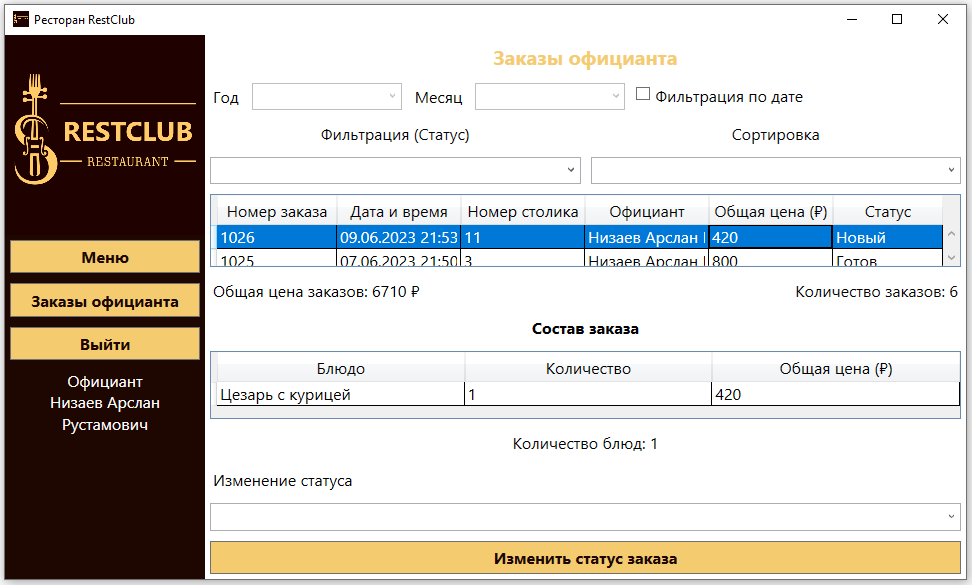 Ресторан RestClub
RESTCLUB
RESTAURANT
Меню
Заказы официанта
Выйти
Официант
Низаев Арслан
Рустамович
Заказы официанта
Год
Месяц
Фильтрация по дате
Фильтрация (Статус)
Сортировка
Номер заказа Дата и время Номер столика Официант Общая цена (₽) Статус
1026 09.06.2023 21:53 11 Низаев Арслан 420 Новый
1025 07.06.2023 21:50 3 Низаев Арслан 800 Готов
Общая цена заказов: 6710 ₽
Количество заказов: 6
Состав заказа
Блюдо Количество Общая цена (₽)
Цезарь с курицей 1 420
Количество блюд: 1
Изменение статуса
Изменить статус заказа